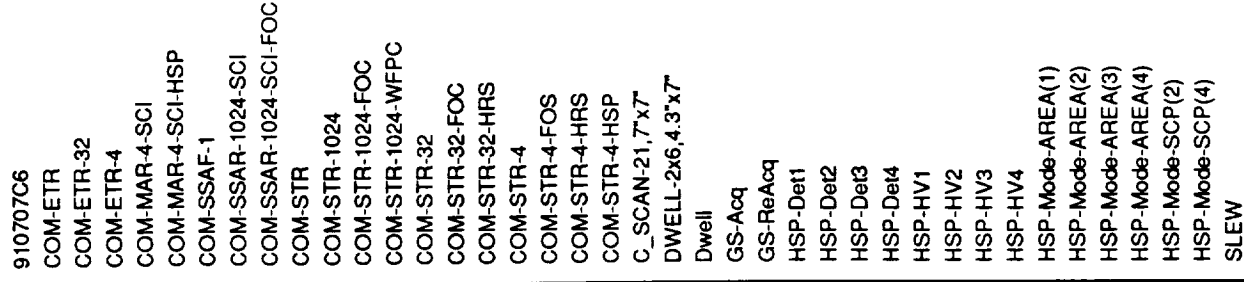 910707C6
COM-ETR
COM-ETR-32
COM-ETR-4
COM-MAR-4-SCI
COM-MAR-4-SCI-HSP
COM-SSAF-1
COM-SSAR-1024-SCI
COM-SSAR-1024-SCI-FOC
COM-STR
COM-STR-1024
COM-STR-1024-FOC
COM-STR-1024-WFPC
COM-STR-32
COM-STR-32-FOC
COM-STR-32-HRS
COM-STR-4
COM-STR-4-FOS
COM-STR-4-HRS
COM-STR-4-HSP
C_SCAN-21,7"x7"
DWELL-2x6,4.3"x7"
Dwell
GS-Acq
GS-ReAcq
HSP-Det1
HSP-Det2
HSP-Det3
HSP-Det4
HSP-HV1
HSP-HV2
HSP-HV3
HSP-HV4
HSP-Mode-AREA(1)
HSP-Mode-AREA(2)
HSP-Mode-AREA(3)
HSP-Mode-AREA(4)
HSP-Mode-SCP(2)
HSP-Mode-SCP(4)
SLEW